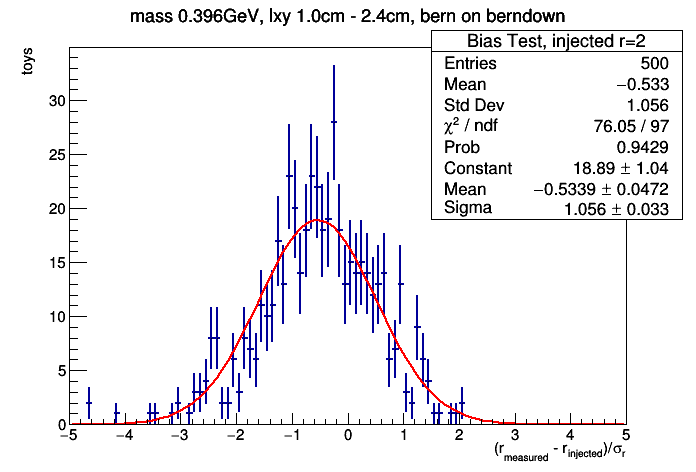 mass 0.396GeV, lxy 1.0cm - 2.4cm, bern on berndown
Bias Test, injected r=2
Entries 500
Mean −0.533
Std Dev 1.056
χ² / ndf 76.05 / 97
Prob 0.9429
Constant 18.89 ± 1.04
Mean −0.5339 ± 0.0472
Sigma 1.056 ± 0.033
toys
30
25
20
15
10
5
0
−5 −4 −3 −2 −1 0 1 2 3 4 5
(r_measured - r_injected)/σ_r